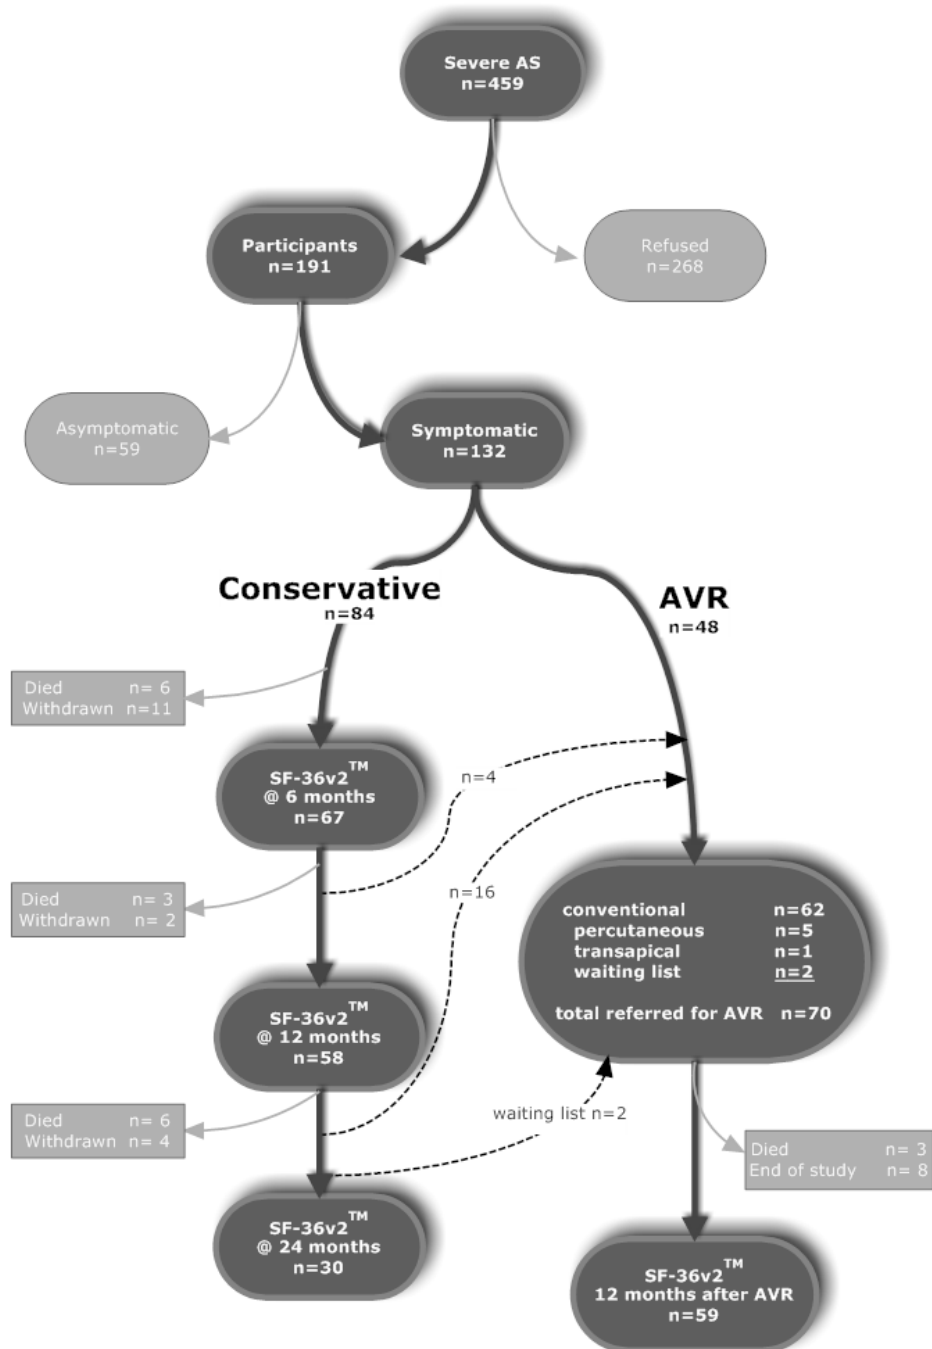 Severe AS
n=459
Participants
n=191
Refused
n=268
Asymptomatic
n=59
Symptomatic
n=132
Conservative
n=84
AVR
n=48
Died n= 6
Withdrawn n=11
SF-36v2™
@ 6 months
n=67
n=4
Died n= 3
Withdrawn n= 2
n=16
conventional n=62
percutaneous n=5
transapical n=1
waiting list n=2
total referred for AVR n=70
SF-36v2™
@ 12 months
n=58
Died n= 6
Withdrawn n= 4
waiting list n=2
Died n= 3
End of study n= 8
SF-36v2™
@ 24 months
n=30
SF-36v2™
12 months after AVR
n=59